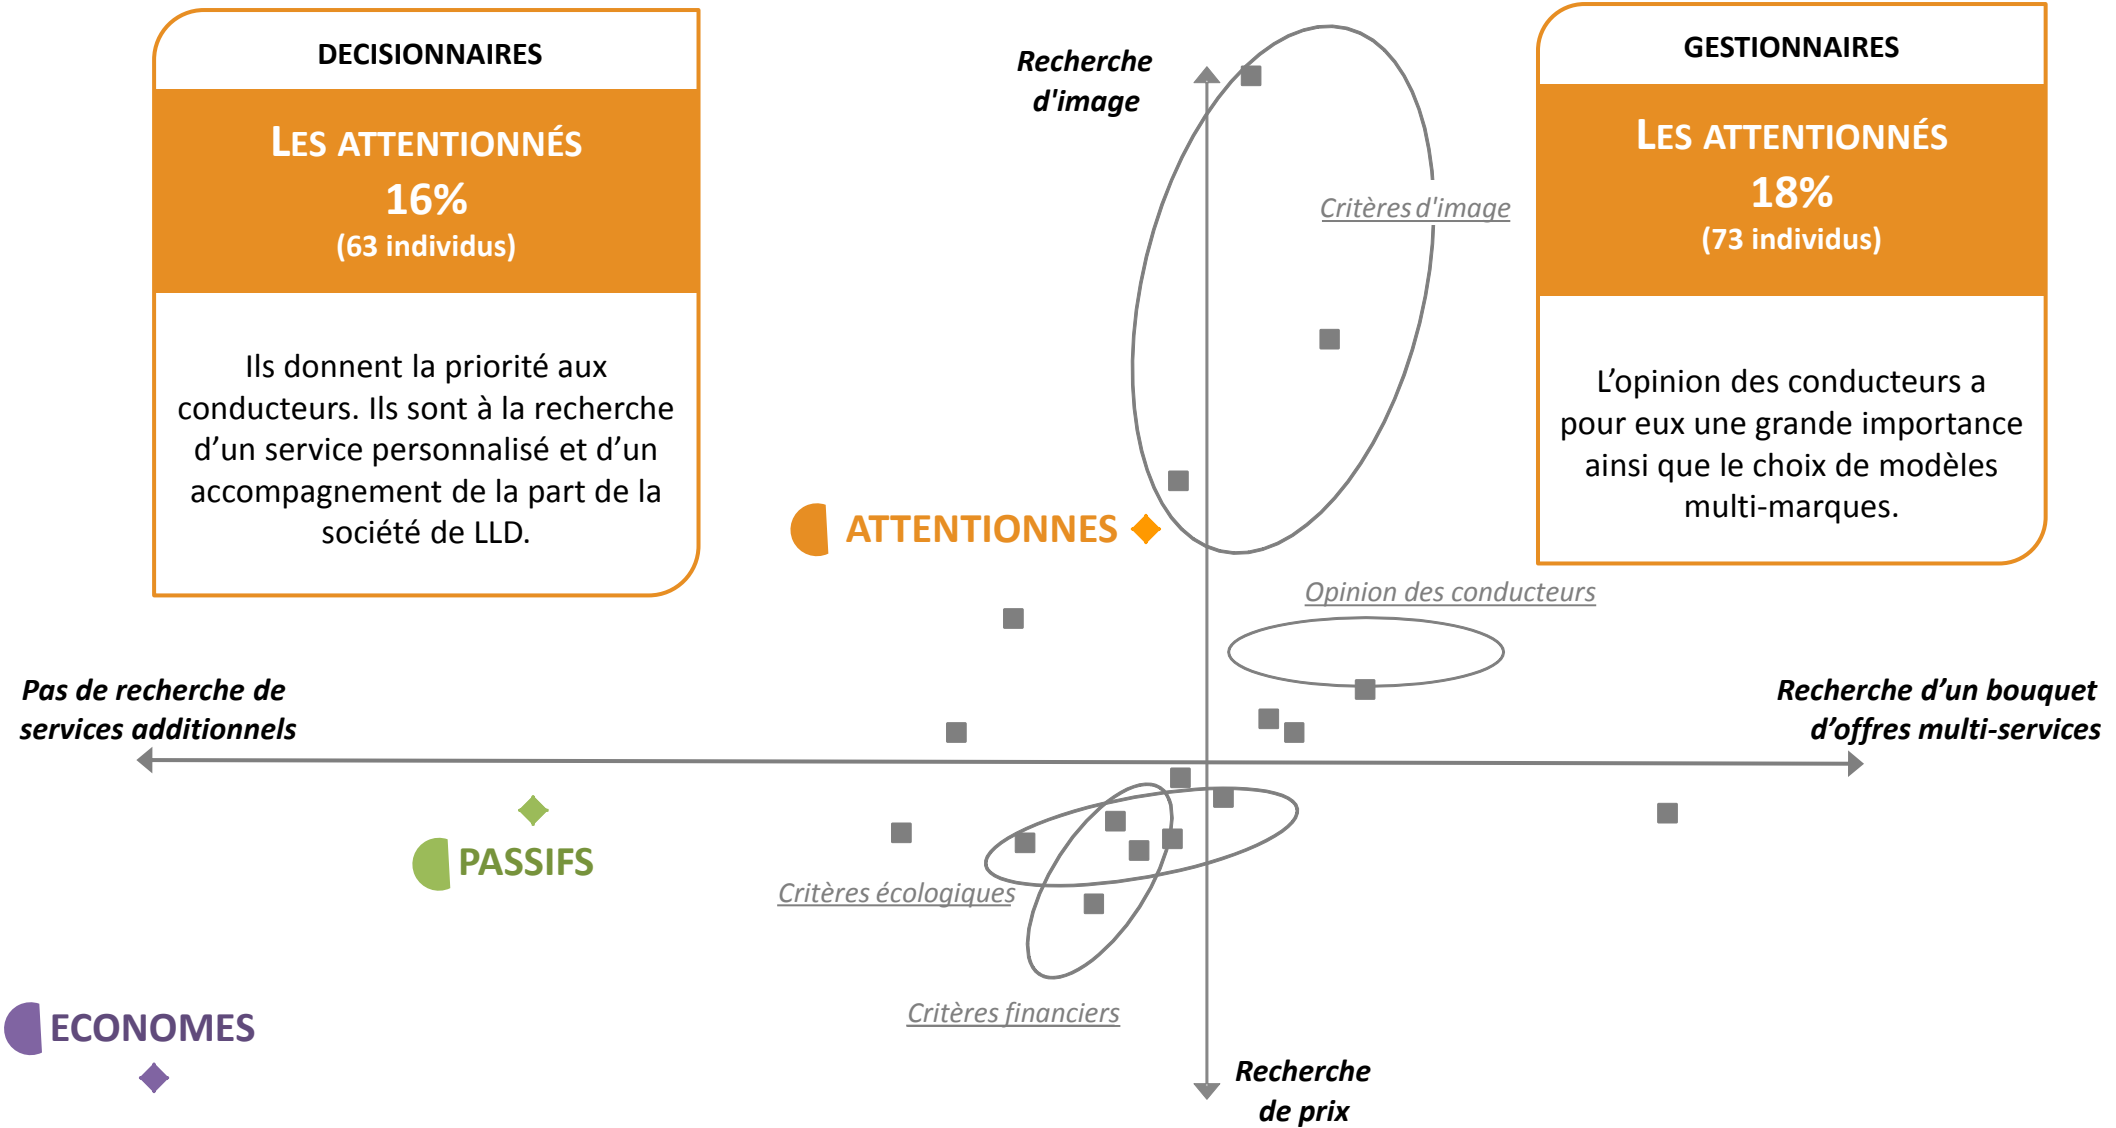 DECISIONNAIRES
LES ATTENTIONNÉS
16%
(63 individus)
Ils donnent la priorité aux
conducteurs. Ils sont à la recherche
d'un service personnalisé et d'un
accompagnement de la part de la
société de LLD.
Recherche
d'image
GESTIONNAIRES
LES ATTENTIONNÉS
18%
(73 individus)
L'opinion des conducteurs a
pour eux une grande importance
ainsi que le choix de modèles
multi-marques.
Critères d'image
ATTENTIONNES
Opinion des conducteurs
Pas de recherche de
services additionnels
Recherche d'un bouquet
d'offres multi-services
PASSIFS
Critères écologiques
Critères financiers
ECONOMES
Recherche
de prix